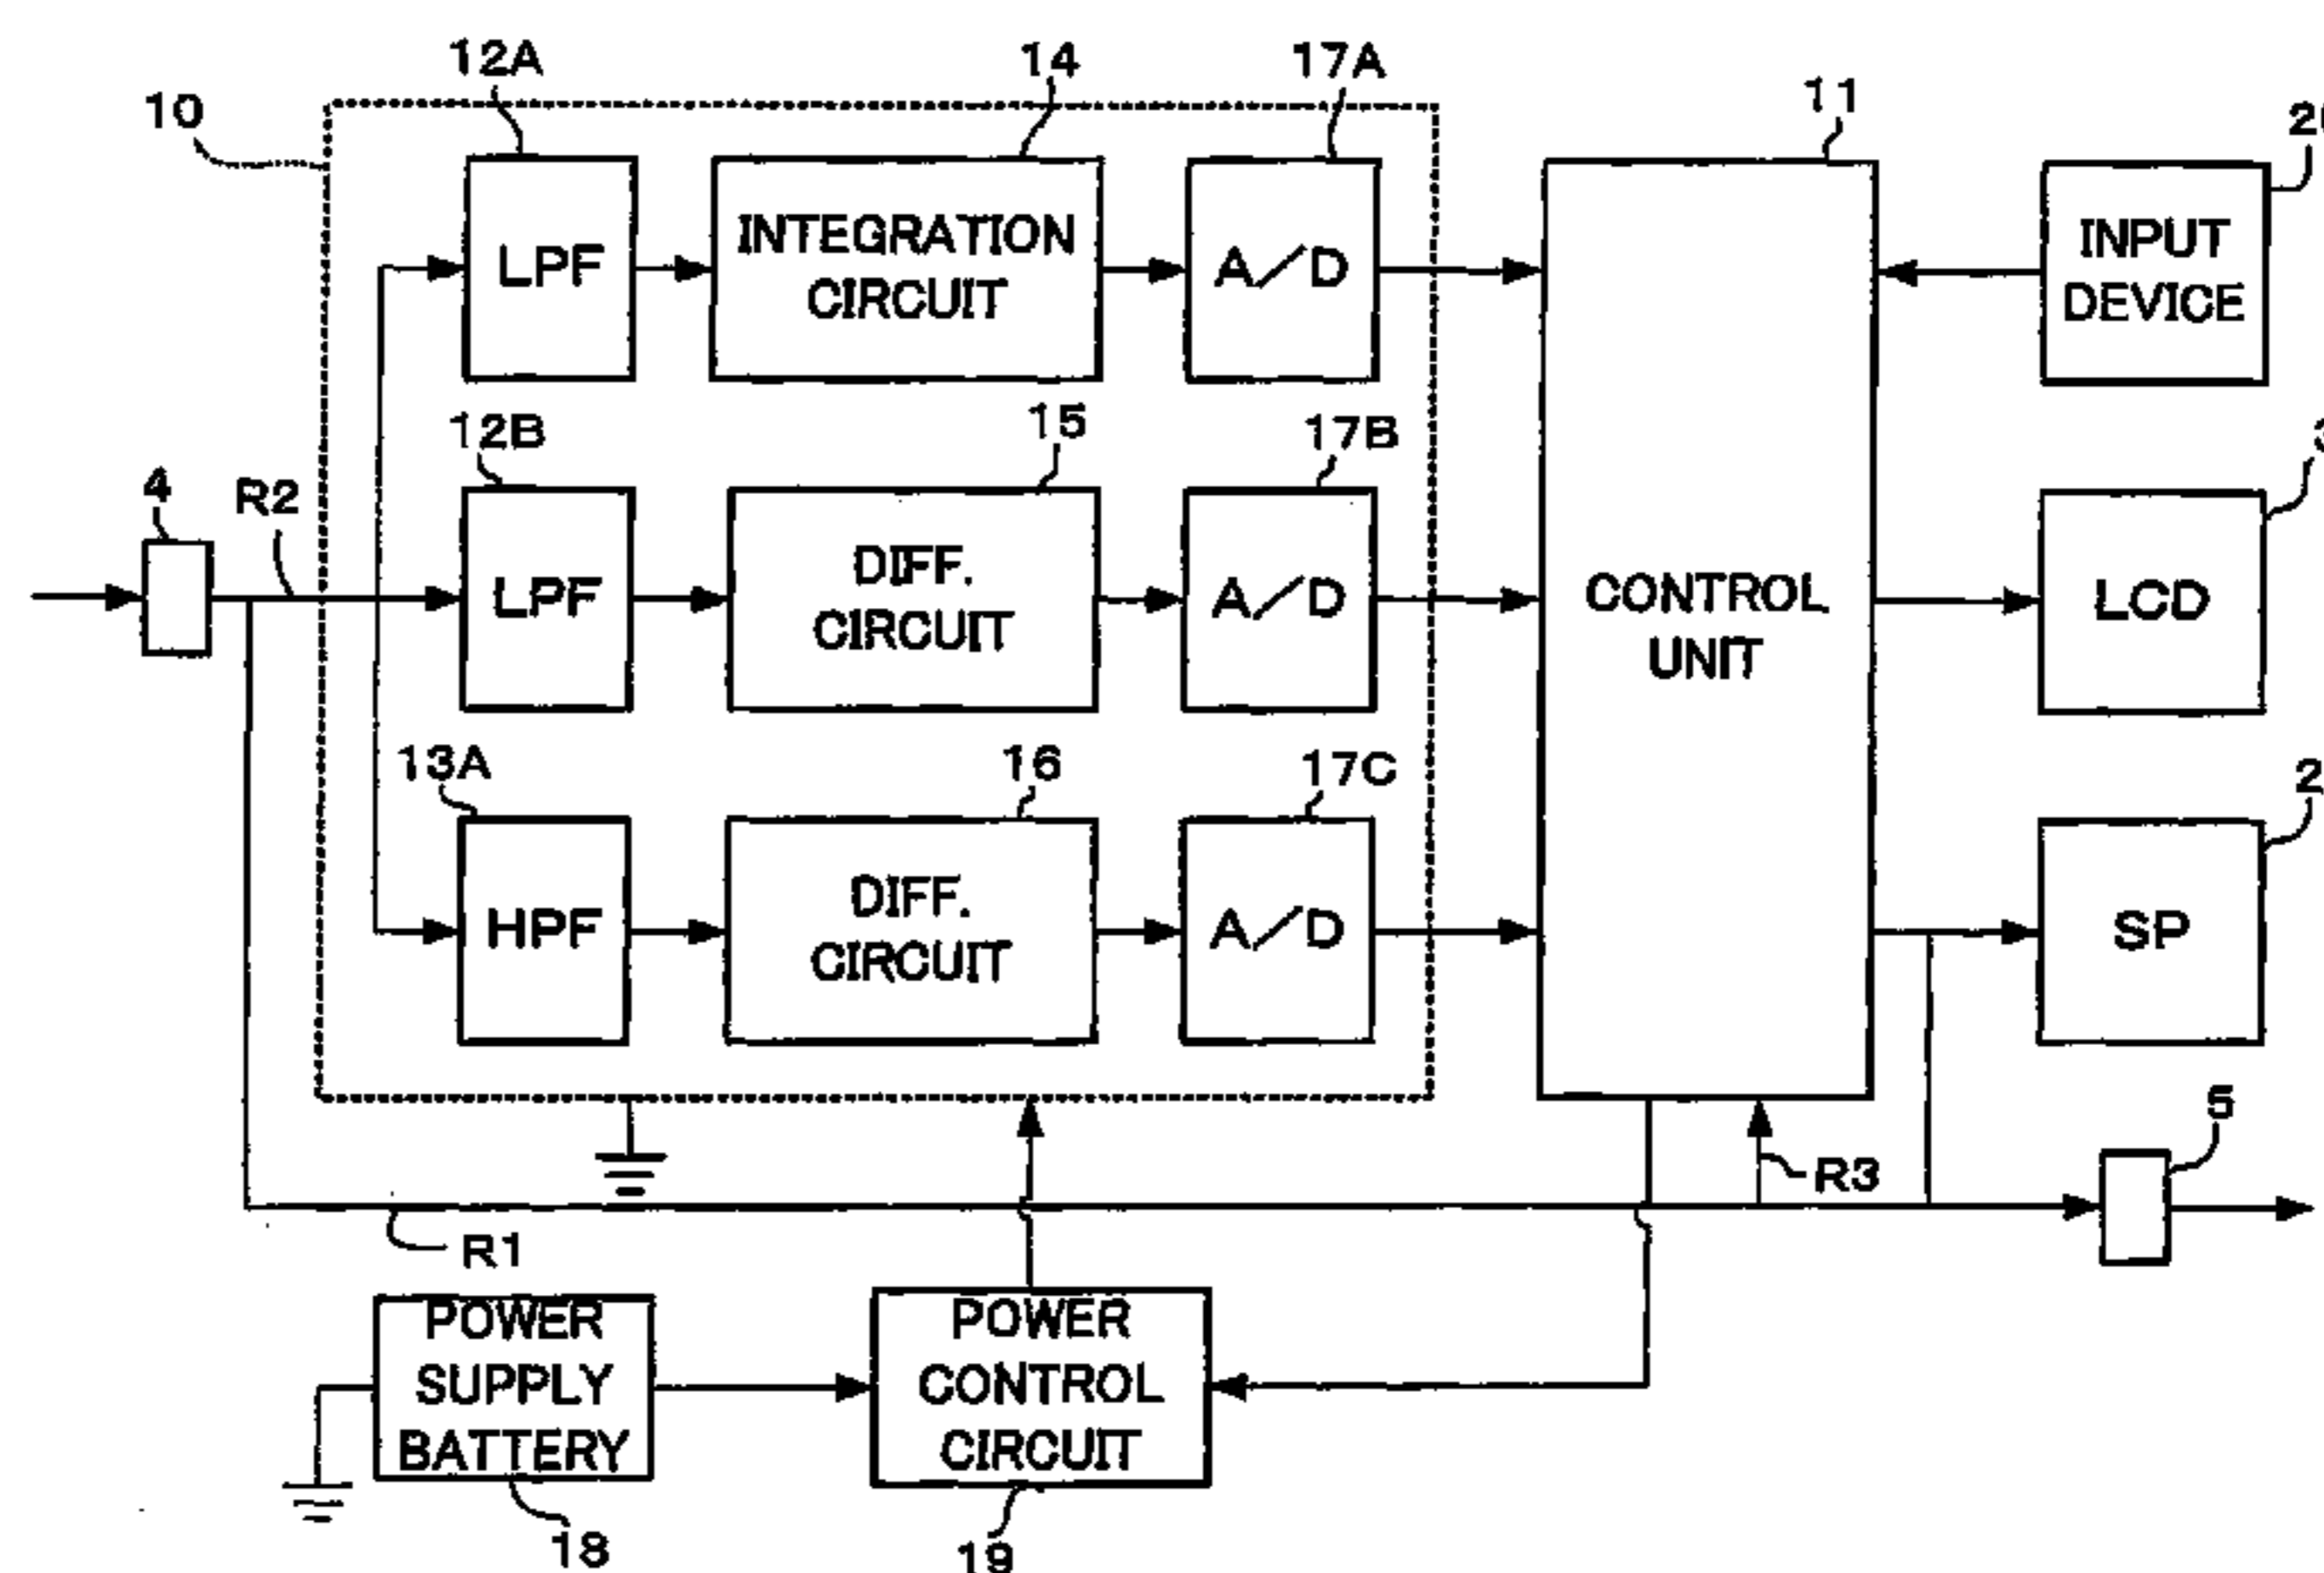 12A
14
17A
11
10
LPF
INTEGRATION
CIRCUIT
A/D
INPUT
DEVICE
12B
15
17B
4
R2
LPF
DIFF.
CIRCUIT
A/D
CONTROL
UNIT
LCD
13A
16
17C
2
HPF
DIFF.
CIRCUIT
A/D
SP
5
R3
R1
POWER
SUPPLY
BATTERY
POWER
CONTROL
CIRCUIT
18
19